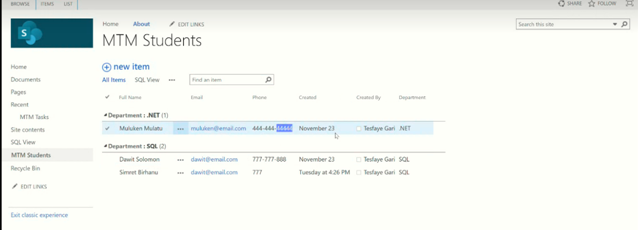 BROWSE ITEMS LIST SHARE FOLLOW
Home About EDIT LINKS Search this site
MTM Students
new item
All Items SQL View ... Find an item
Full Name Email Phone Created Created By Department
Department : .NET (1)
Muluken Mulatu ... muluken@email.com 444-444- November 23 Tesfaye Gari .NET
Department : SQL (2)
Dawit Solomon ... dawit@email.com 777-777-888 November 23 Tesfaye Gari SQL
Simret Birhanu ... dawit@email.com 777 Tuesday at 4:26 PM Tesfaye Gari SQL
S
Home
Documents
Pages
Recent
MTM Tasks
Site contents
SQL View
MTM Students
Recycle Bin
EDIT LINKS
Exit classic experience